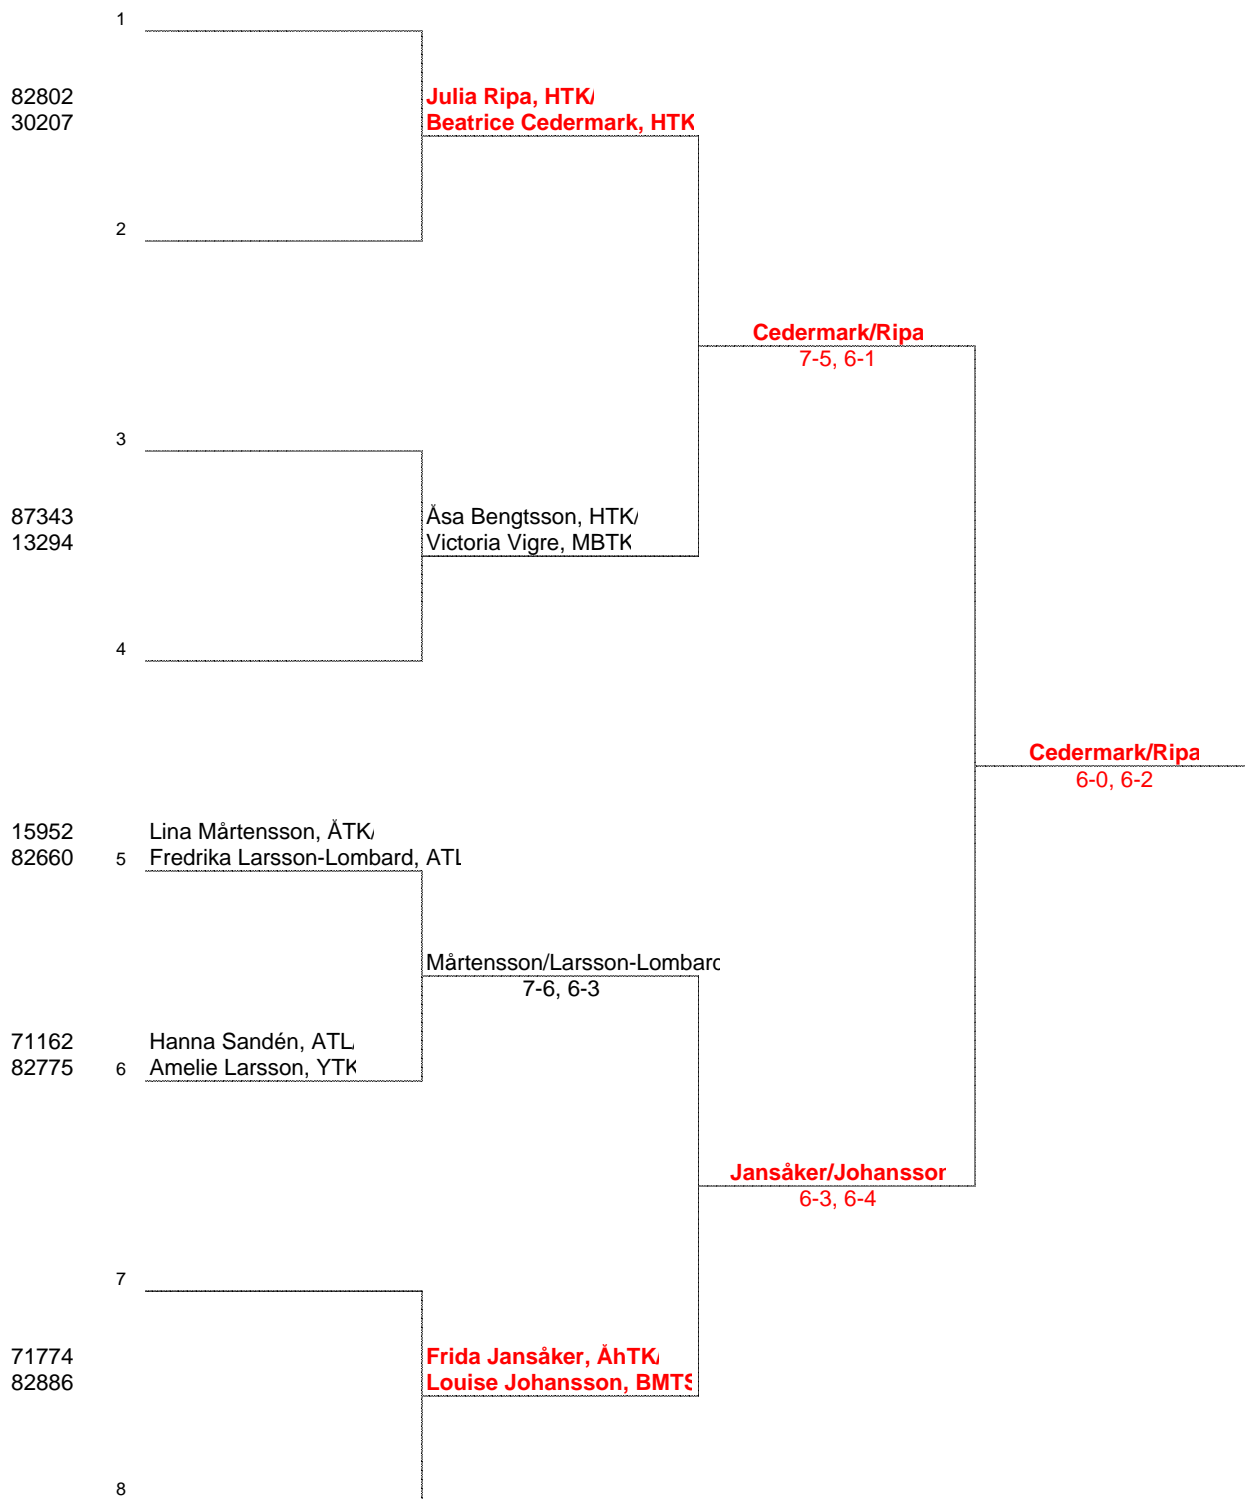 1
82802 Julia Ripa, HTK/
30207 Beatrice Cedermark, HTK
2
Cedermark/Ripa
7-5, 6-1
3
87343 Åsa Bengtsson, HTK/
13294 Victoria Vigre, MBTK
4
Cedermark/Ripa
6-0, 6-2
15952 Lina Mårtensson, ÄTK/
82660 5 Fredrika Larsson-Lombard, ATL
Mårtensson/Larsson-Lombard
7-6, 6-3
71162 Hanna Sandén, ATL/
82775 6 Amelie Larsson, YTK
Jansåker/Johansson
6-3, 6-4
7
71774 Frida Jansåker, ÅhTK/
82886 Louise Johansson, BMTS
8